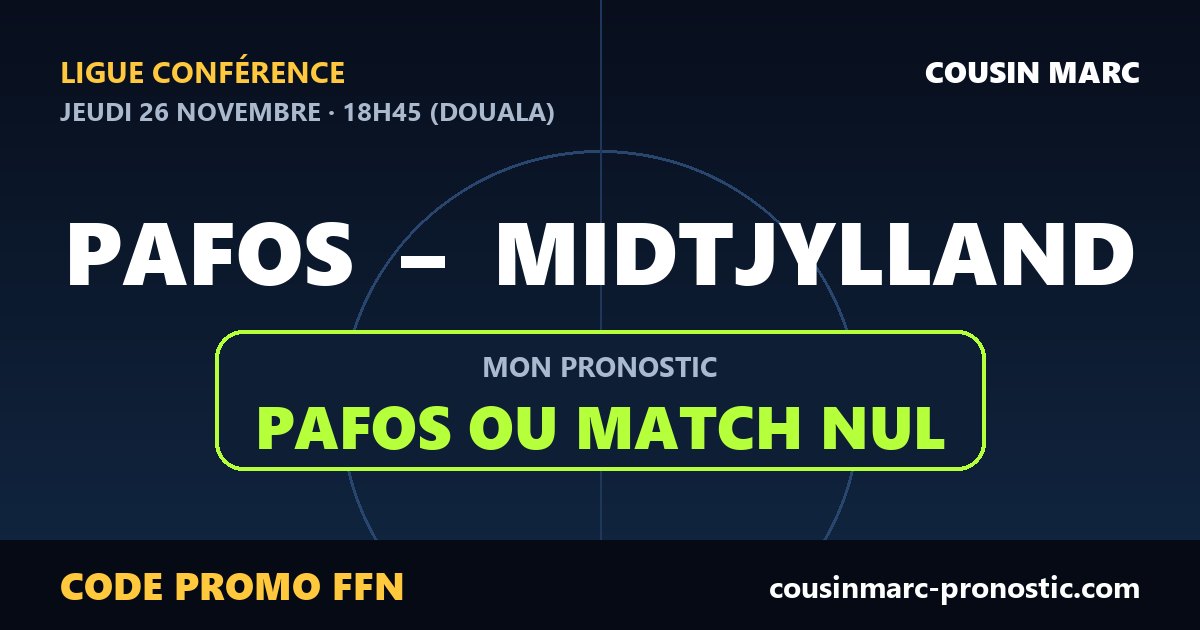 LIGUE CONFÉRENCE
COUSIN MARC
JEUDI 26 NOVEMBRE · 18H45 (DOUALA)
PAFOS – MIDTJYLLAND
MON PRONOSTIC
PAFOS OU MATCH NUL
CODE PROMO FFN
cousinmarc-pronostic.com